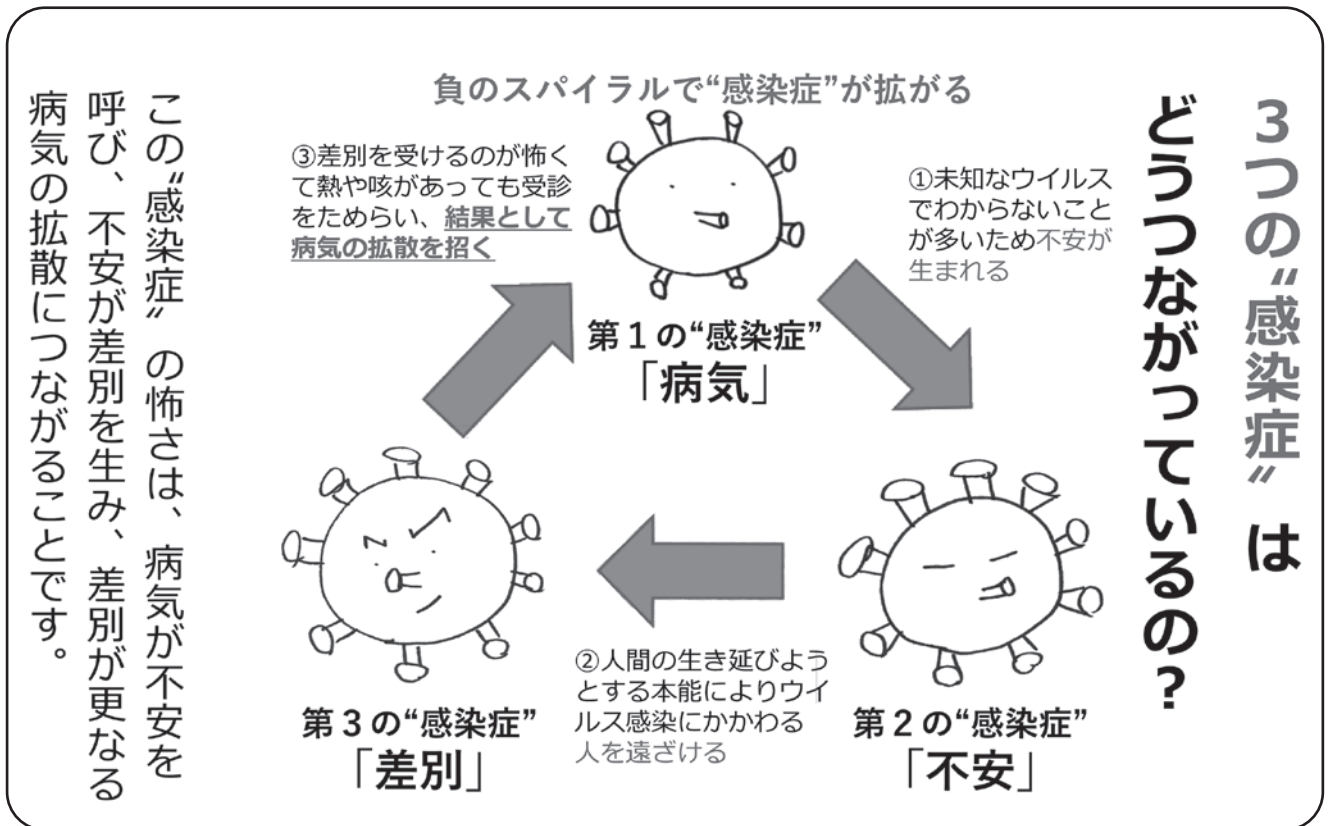 3つの〝感染症〟は
どうつながっているの?
負のスパイラルで“感染症”が拡がる
①未知なウイルス
でわからないこと
が多いため不安が
生まれる
第1の“感染症”
「病気」
②人間の生き延びよう
とする本能によりウイ
ルス感染にかかわる
人を遠ざける
第2の“感染症”
「不安」
③差別を受けるのが怖く
て熱や咳があっても受診
をためらい、結果として
病気の拡散を招く
第3の“感染症”
「差別」
この〝感染症〟の怖さは、病気が不安を
呼び、不安が差別を生み、差別が更なる
病気の拡散につながることです。